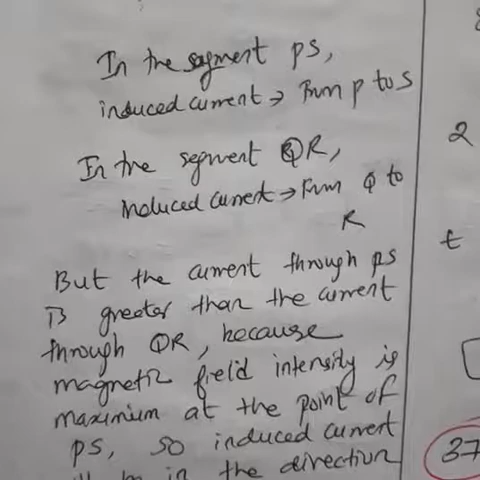 In the segment ps,
induced current → From p to s
In the segment QR,
induced current → From Q to
R
But the current through ps
is greater than the current
through QR, because
magnetic field intensity is
maximum at the point of
ps, so induced current
in the direction
2
t
37